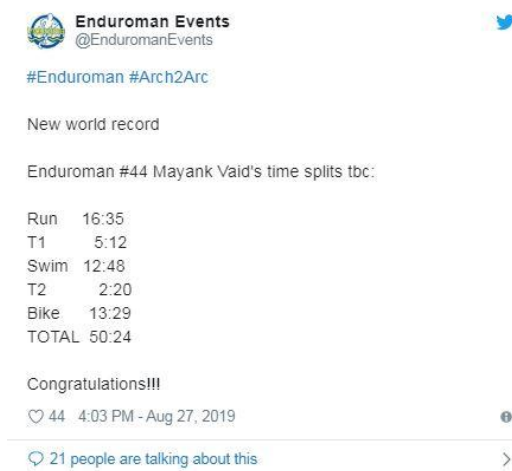 Enduroman Events
@EnduromanEvents
#Enduroman #Arch2Arc
New world record
Enduroman #44 Mayank Vaid's time splits tbc:
Run 16:35
T1 5:12
Swim 12:48
T2 2:20
Bike 13:29
TOTAL 50:24
Congratulations!!!
44 4:03 PM - Aug 27, 2019
21 people are talking about this